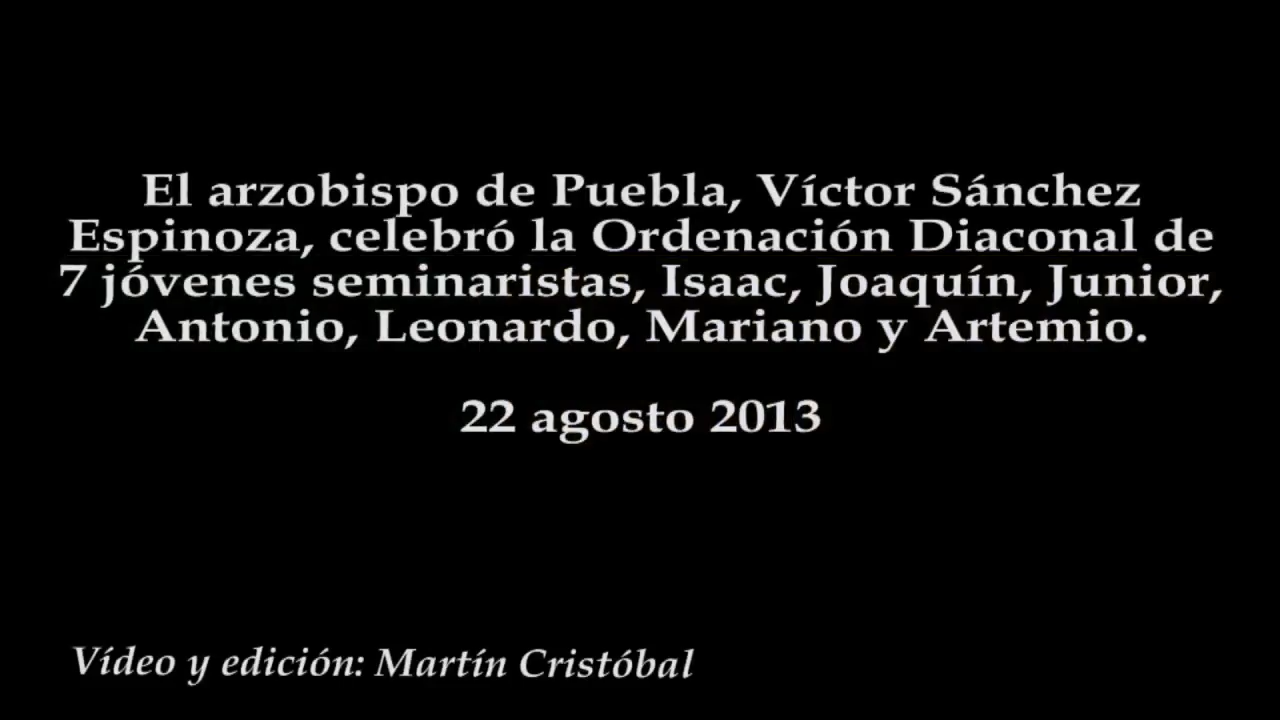 El arzobispo de Puebla, Víctor Sánchez
Espinoza, celebró la Ordenación Diaconal de
7 jóvenes seminaristas, Isaac, Joaquín, Junior,
Antonio, Leonardo, Mariano y Artemio.
22 agosto 2013
Vídeo y edición: Martín Cristóbal